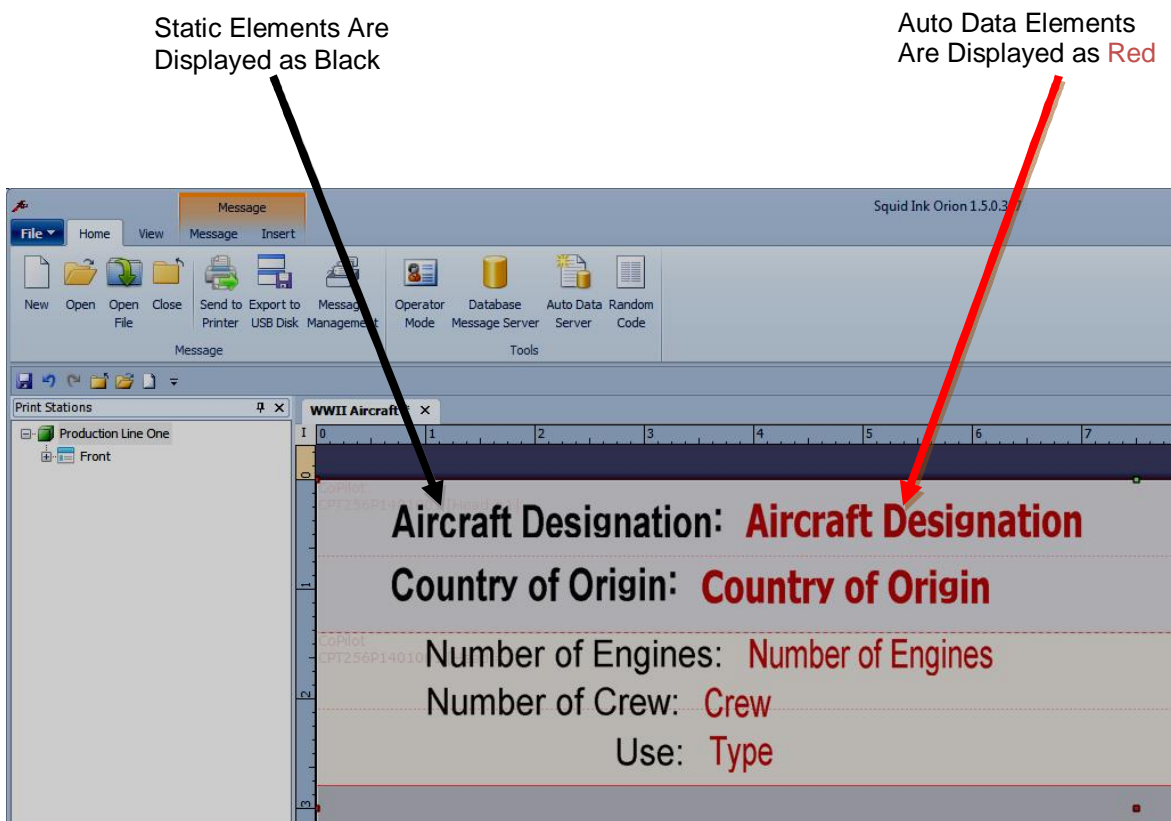 Static Elements Are
Displayed as Black
Auto Data Elements
Are Displayed as Red
Message
Squid Ink Orion 1.5.0.3
File Home View Message Insert
New Open Open File Close Send to Printer Export to USB Disk Message Management Operator Mode Database Message Server Auto Data Server Random Code
Message Tools
Print Stations
WWII Aircraft
Production Line One
Front
I 0 1 2 3 4 5 6 7
0
CoPilot
Aircraft Designation: Aircraft Designation
1
Country of Origin: Country of Origin
CoPilot
Number of Engines: Number of Engines
2
Number of Crew: Crew
Use: Type
3